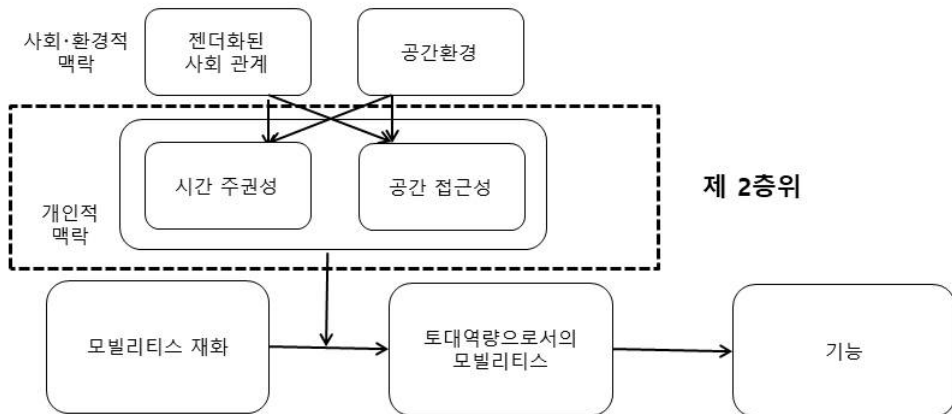 사회·환경적
맥락
젠더화된
사회 관계
공간환경
시간 주권성
공간 접근성
제 2층위
개인적
맥락
모빌리티스 재화
토대역량으로서의
모빌리티스
기능